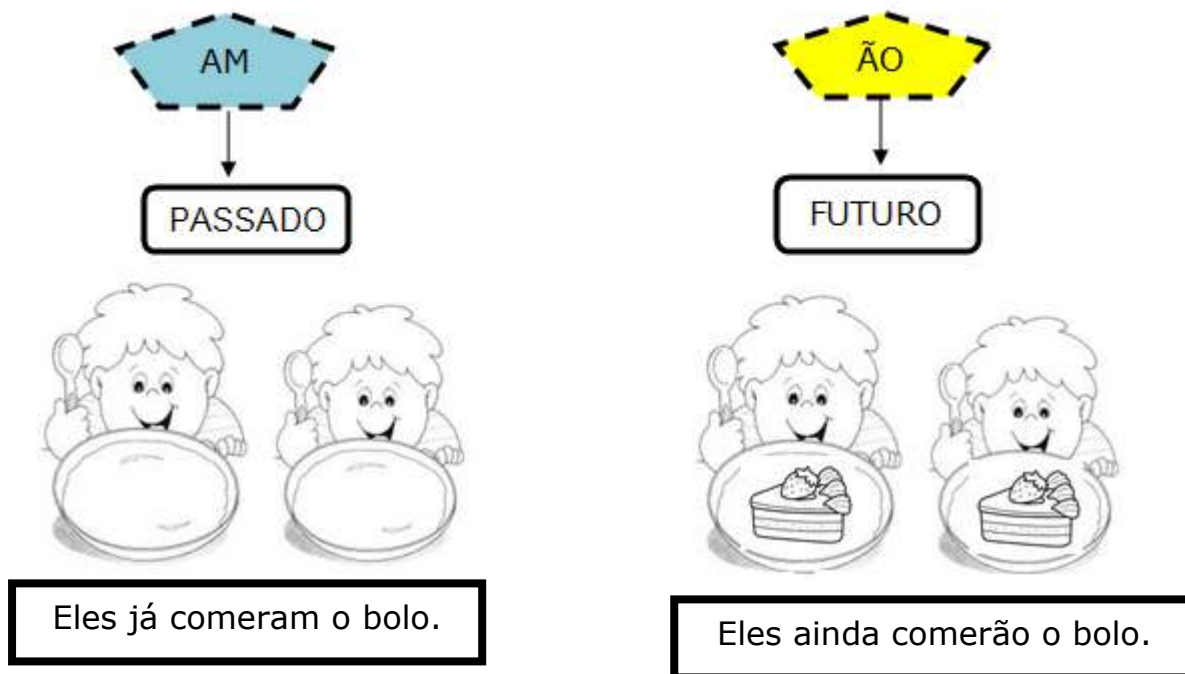 AM
PASSADO
Eles já comeram o bolo.
ÃO
FUTURO
Eles ainda comerão o bolo.